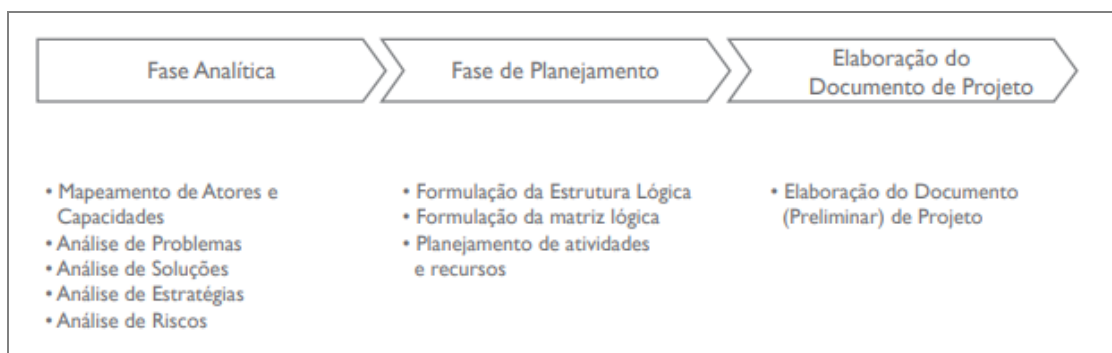 Fase Analítica
Fase de Planejamento
Elaboração do
Documento de Projeto
• Mapeamento de Atores e
Capacidades
• Análise de Problemas
• Análise de Soluções
• Análise de Estratégias
• Análise de Riscos
• Formulação da Estrutura Lógica
• Formulação da matriz lógica
• Planejamento de atividades
e recursos
• Elaboração do Documento
(Preliminar) de Projeto